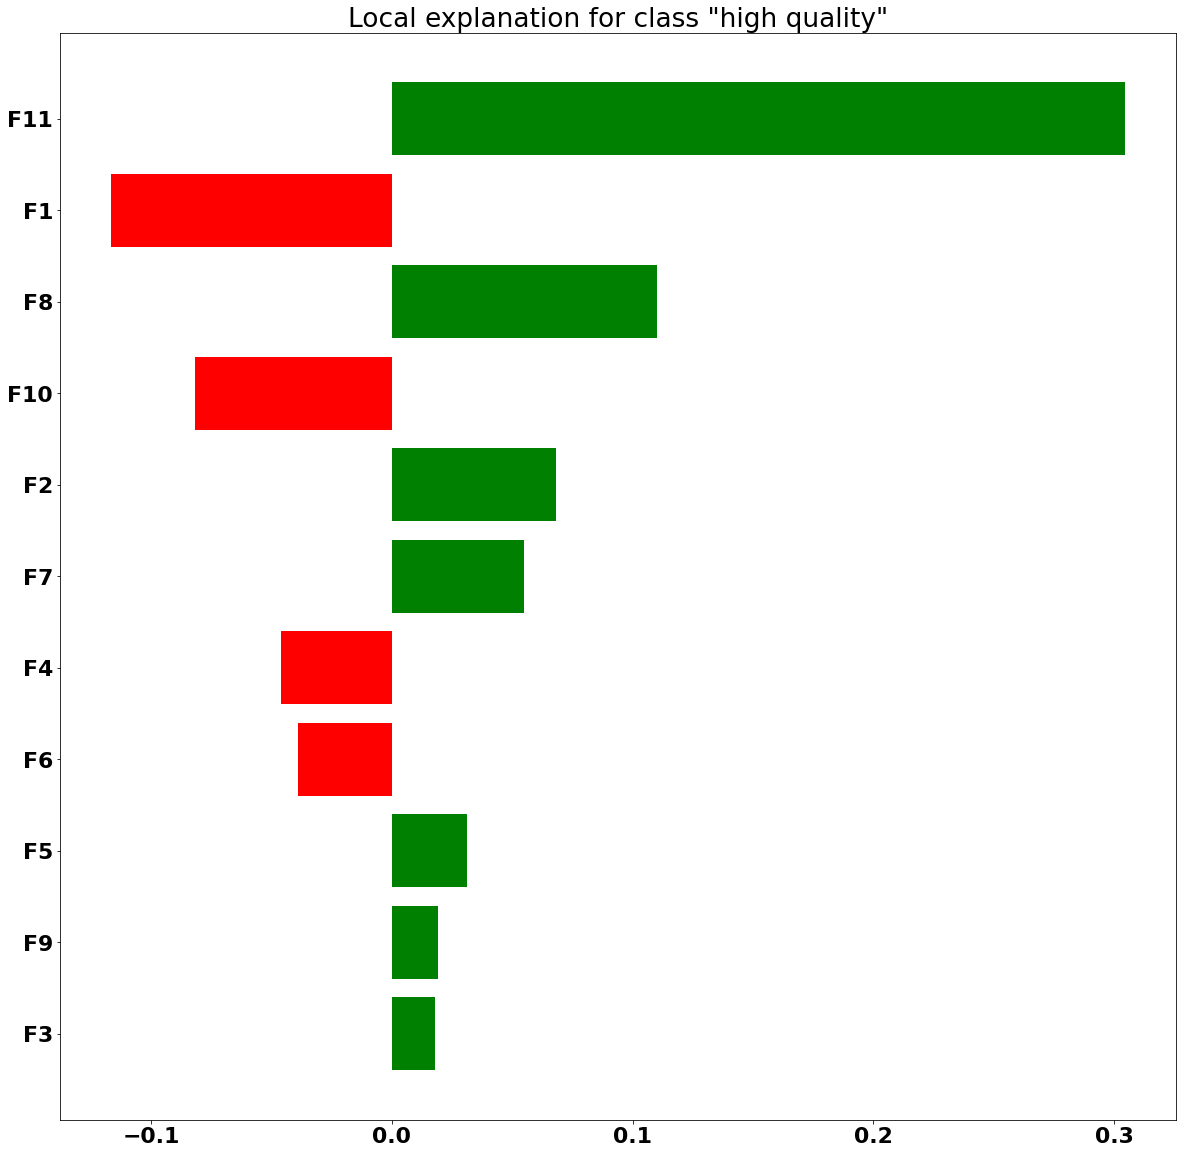 Local explanation for class "high quality"
F11
F1
F8
F10
F2
F7
F4
F6
F5
F9
F3
−0.1 0.0 0.1 0.2 0.3